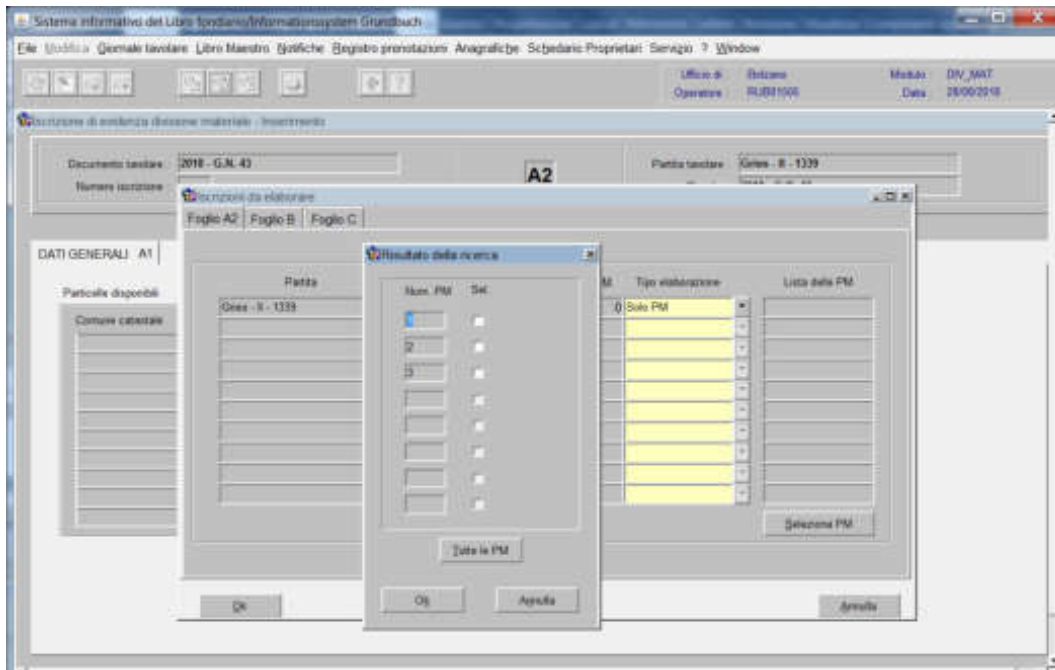 Sistema informativo del Libro fondiario/Informationssystem Grundbuch
File Modifica Giornale tavolare Libro Maestro Notifiche Registro prenotazioni Anagrafiche Schedario Proprietari Servizio ? Window
Ufficio di Bolzano Modulo DIV_MAT
Operatore Data
Iscrizione di evidenza divisione materiale - Inserimento
Documento tavolare 2018 - G.N. 43 A2 Partita tavolare Gries - II - 1339
Numero iscrizione
Iscrizioni da elaborare
Foglio A2 Foglio B Foglio C
DATI GENERALI A1
Risultato della ricerca
Particelle disponibili
Comune catastale
Partita Num. PM Sel. M. Tipo elaborazione Lista delle PM
Gries - II - 1339 1 0 Solo PM
2
3
Seleziona PM
Tutte le PM
Ok Ok Annulla Annulla